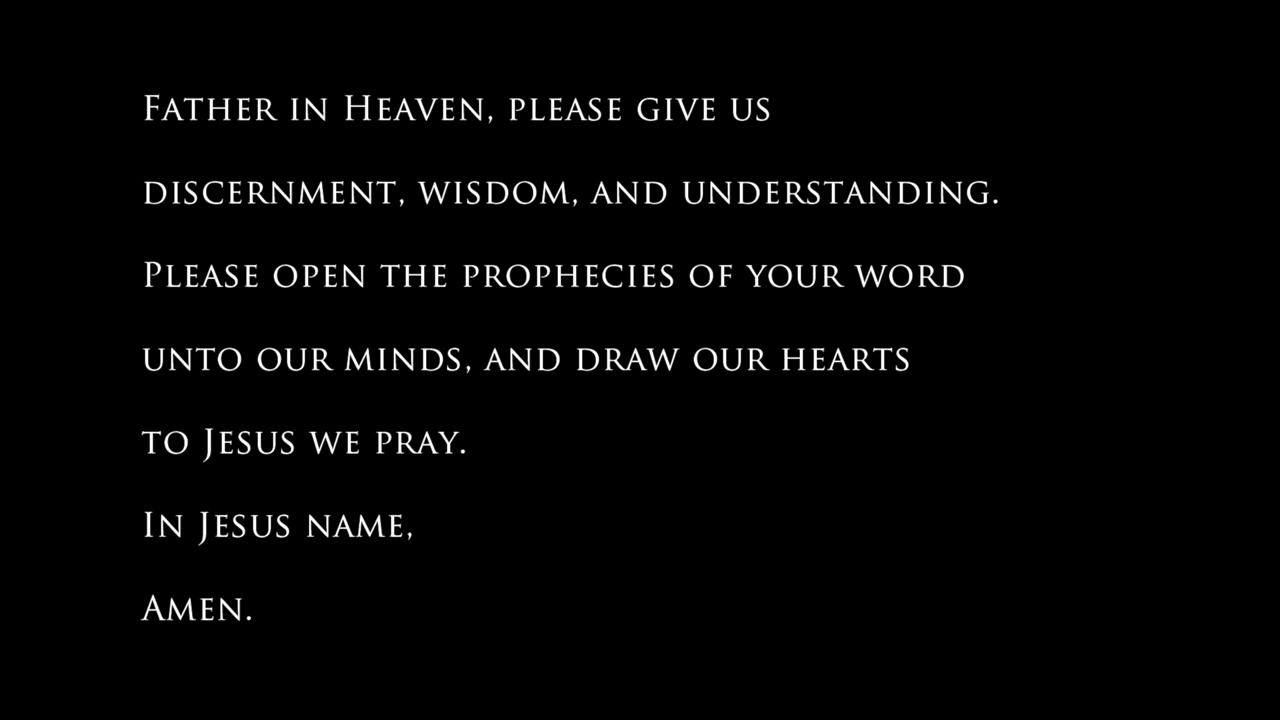 Father in Heaven, please give us
discernment, wisdom, and understanding.
Please open the prophecies of your word
unto our minds, and draw our hearts
to Jesus we pray.
In Jesus name,
Amen.